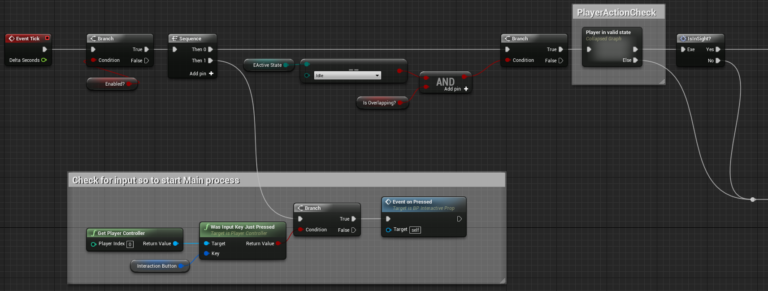 PlayerActionCheck
Event Tick
Delta Seconds
Branch
True
Condition
False
Enabled?
Sequence
Then 0
Then 1
Add pin
EActive State
==
Idle
Is Overlapping?
AND
Add pin
Branch
True
Condition
False
Player in valid state
Collapsed Graph
Else
IsInSight?
Exe
Yes
No
Check for input so to start Main process
Get Player Controller
Player Index
0
Return Value
Interaction Button
Was Input Key Just Pressed
Target is Player Controller
Target
Return Value
Key
Branch
True
Condition
False
Event on Pressed
Target is BP Interactive Prop
Target
self